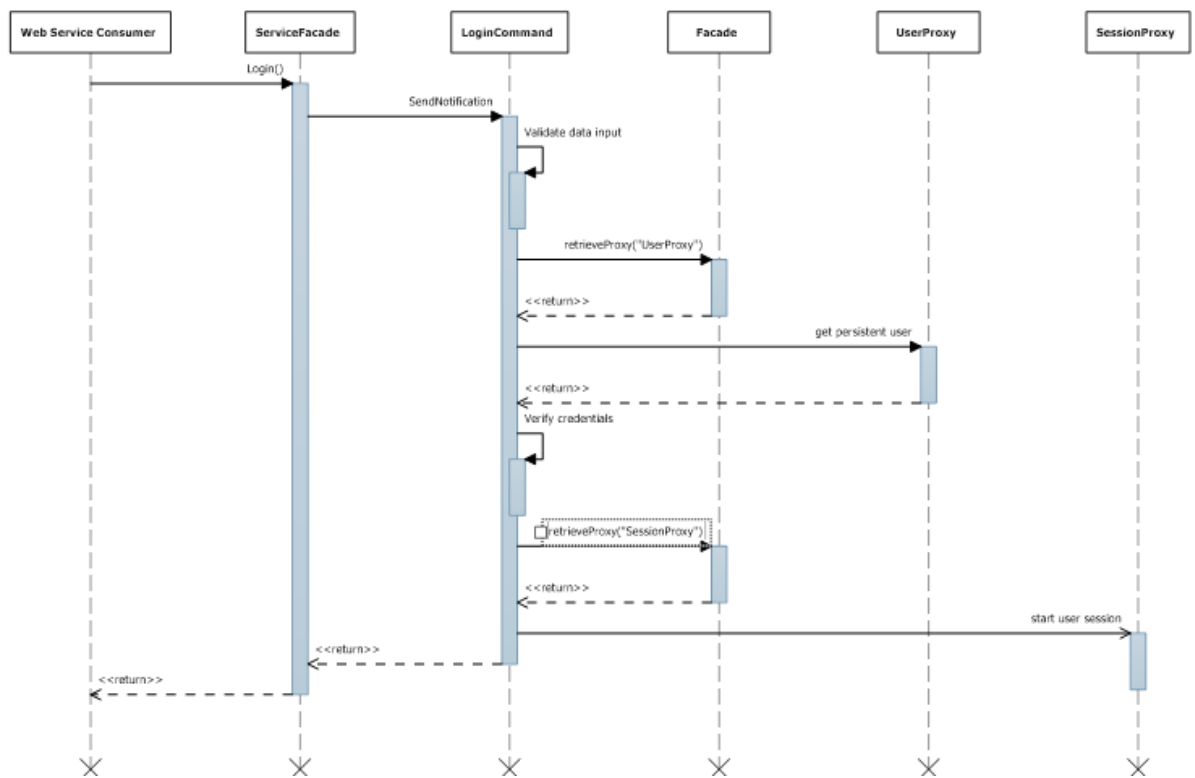 Web Service Consumer
ServiceFacade
LoginCommand
Facade
UserProxy
SessionProxy
Login()
SendNotification
Validate data input
retrieveProxy("UserProxy")
<<return>>
get persistent user
<<return>>
Verify credentials
retrieveProxy("SessionProxy")
<<return>>
start user session
<<return>>
<<return>>